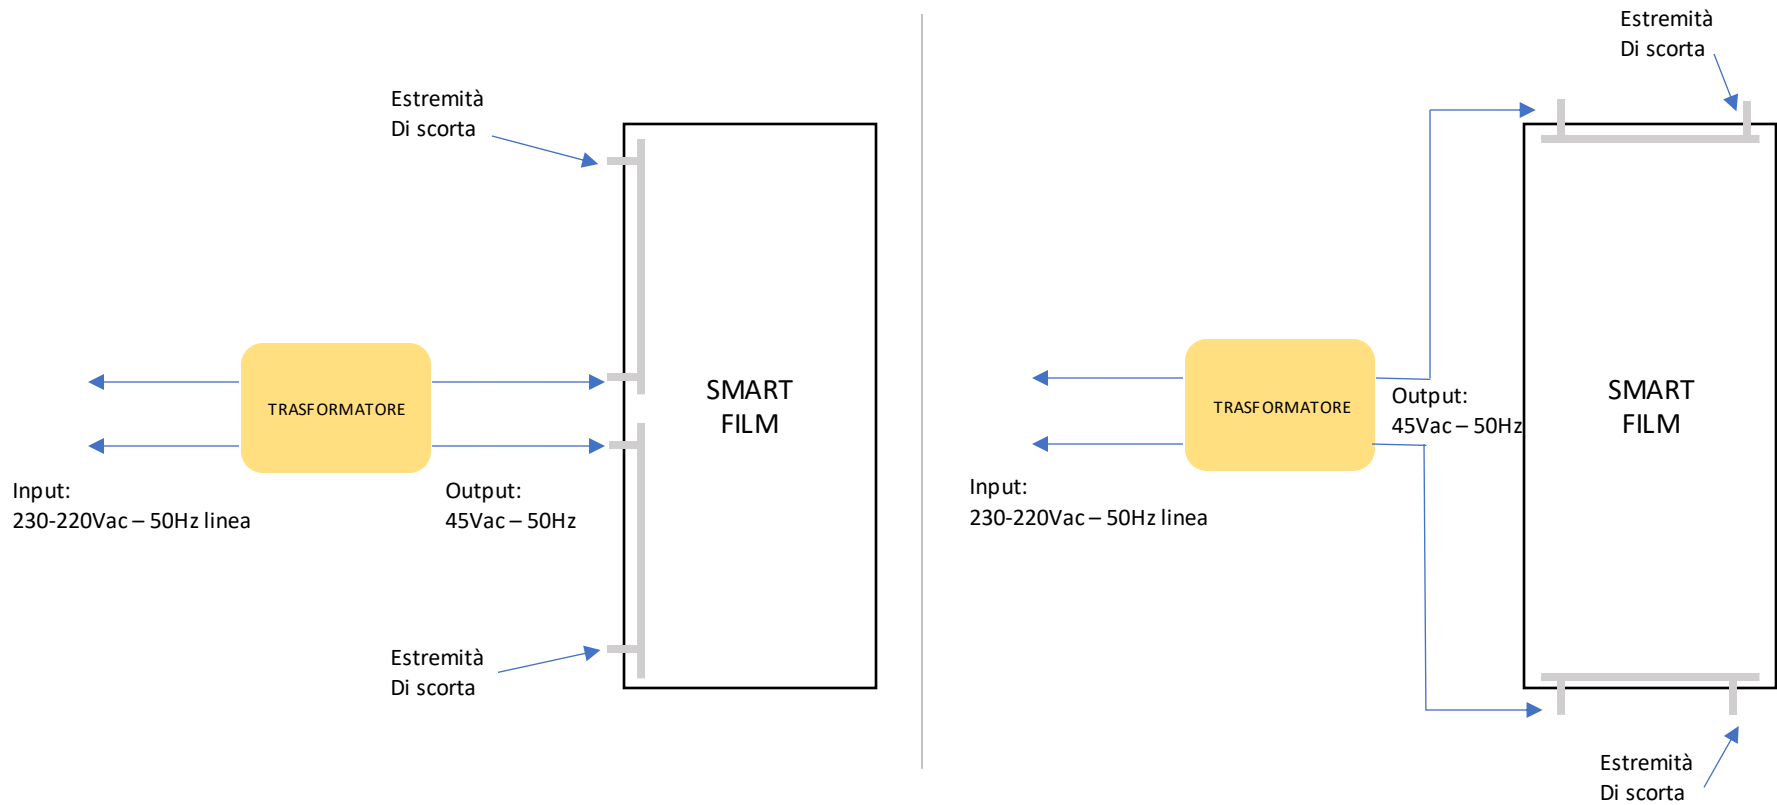 Estremità
Di scorta
TRASFORMATORE
SMART
FILM
Input:
230-220Vac – 50Hz linea
Output:
45Vac – 50Hz
Estremità
Di scorta
Estremità
Di scorta
TRASFORMATORE
Output:
45Vac – 50Hz
SMART
FILM
Input:
230-220Vac – 50Hz linea
Estremità
Di scorta